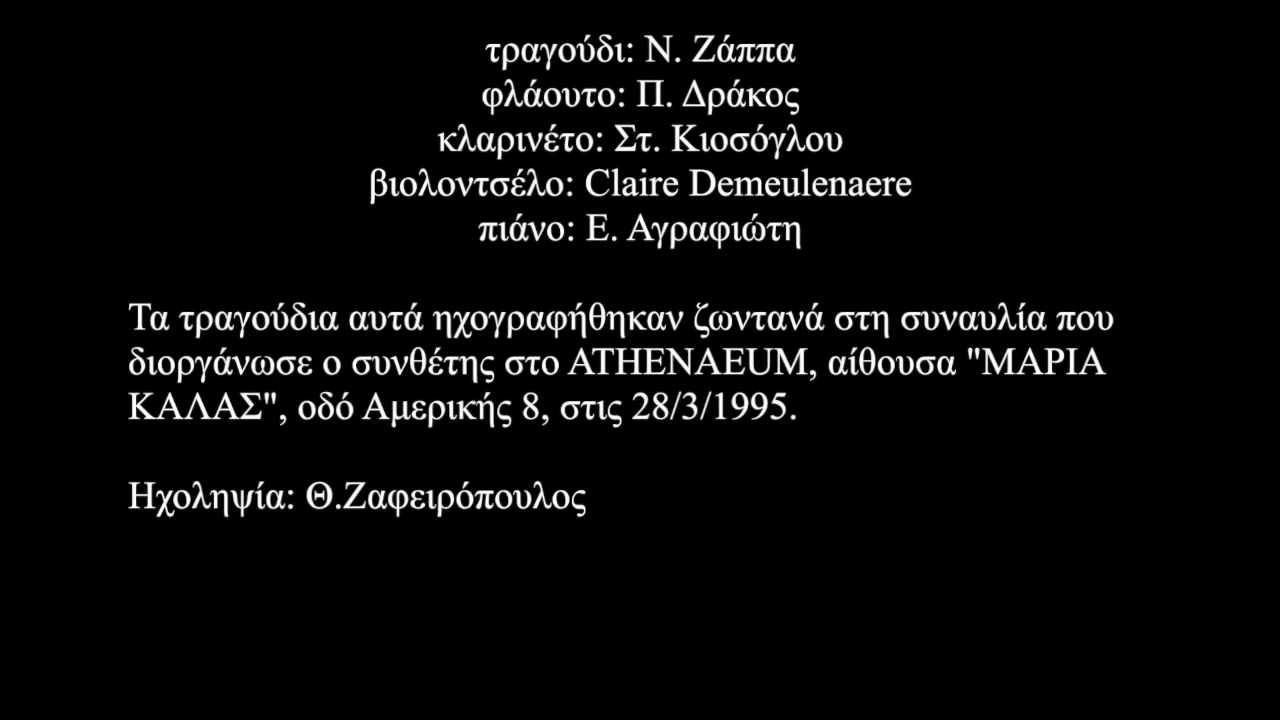 τραγούδι: Ν. Ζάππα
φλάουτο: Π. Δράκος
κλαρινέτο: Στ. Κιοσόγλου
βιολοντσέλο: Claire Demeulenaere
πιάνο: Ε. Αγραφιώτη
Τα τραγούδια αυτά ηχογραφήθηκαν ζωντανά στη συναυλία που
διοργάνωσε ο συνθέτης στο ATHENAEUM, αίθουσα "ΜΑΡΙΑ
ΚΑΛΑΣ", οδό Αμερικής 8, στις 28/3/1995.
Ηχοληψία: Θ.Ζαφειρόπουλος